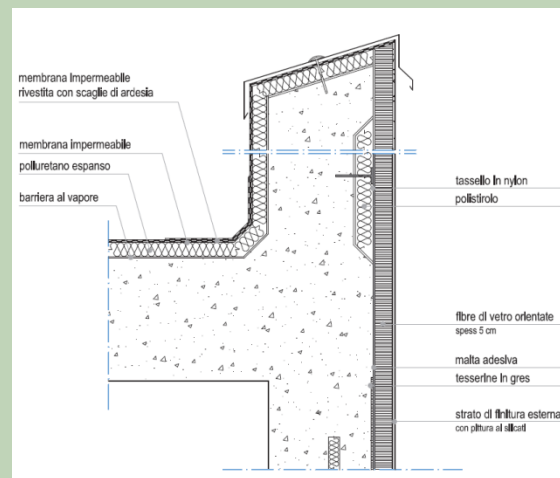 membrana impermeabile
rivestita con scaglie di ardesia
membrana impermeabile
poliuretano espanso
barriera al vapore
tassello in nylon
polistirolo
fibre di vetro orientate
spess 5 cm
malta adesiva
tesserine in gres
strato di finitura esterna
con pittura ai silicati